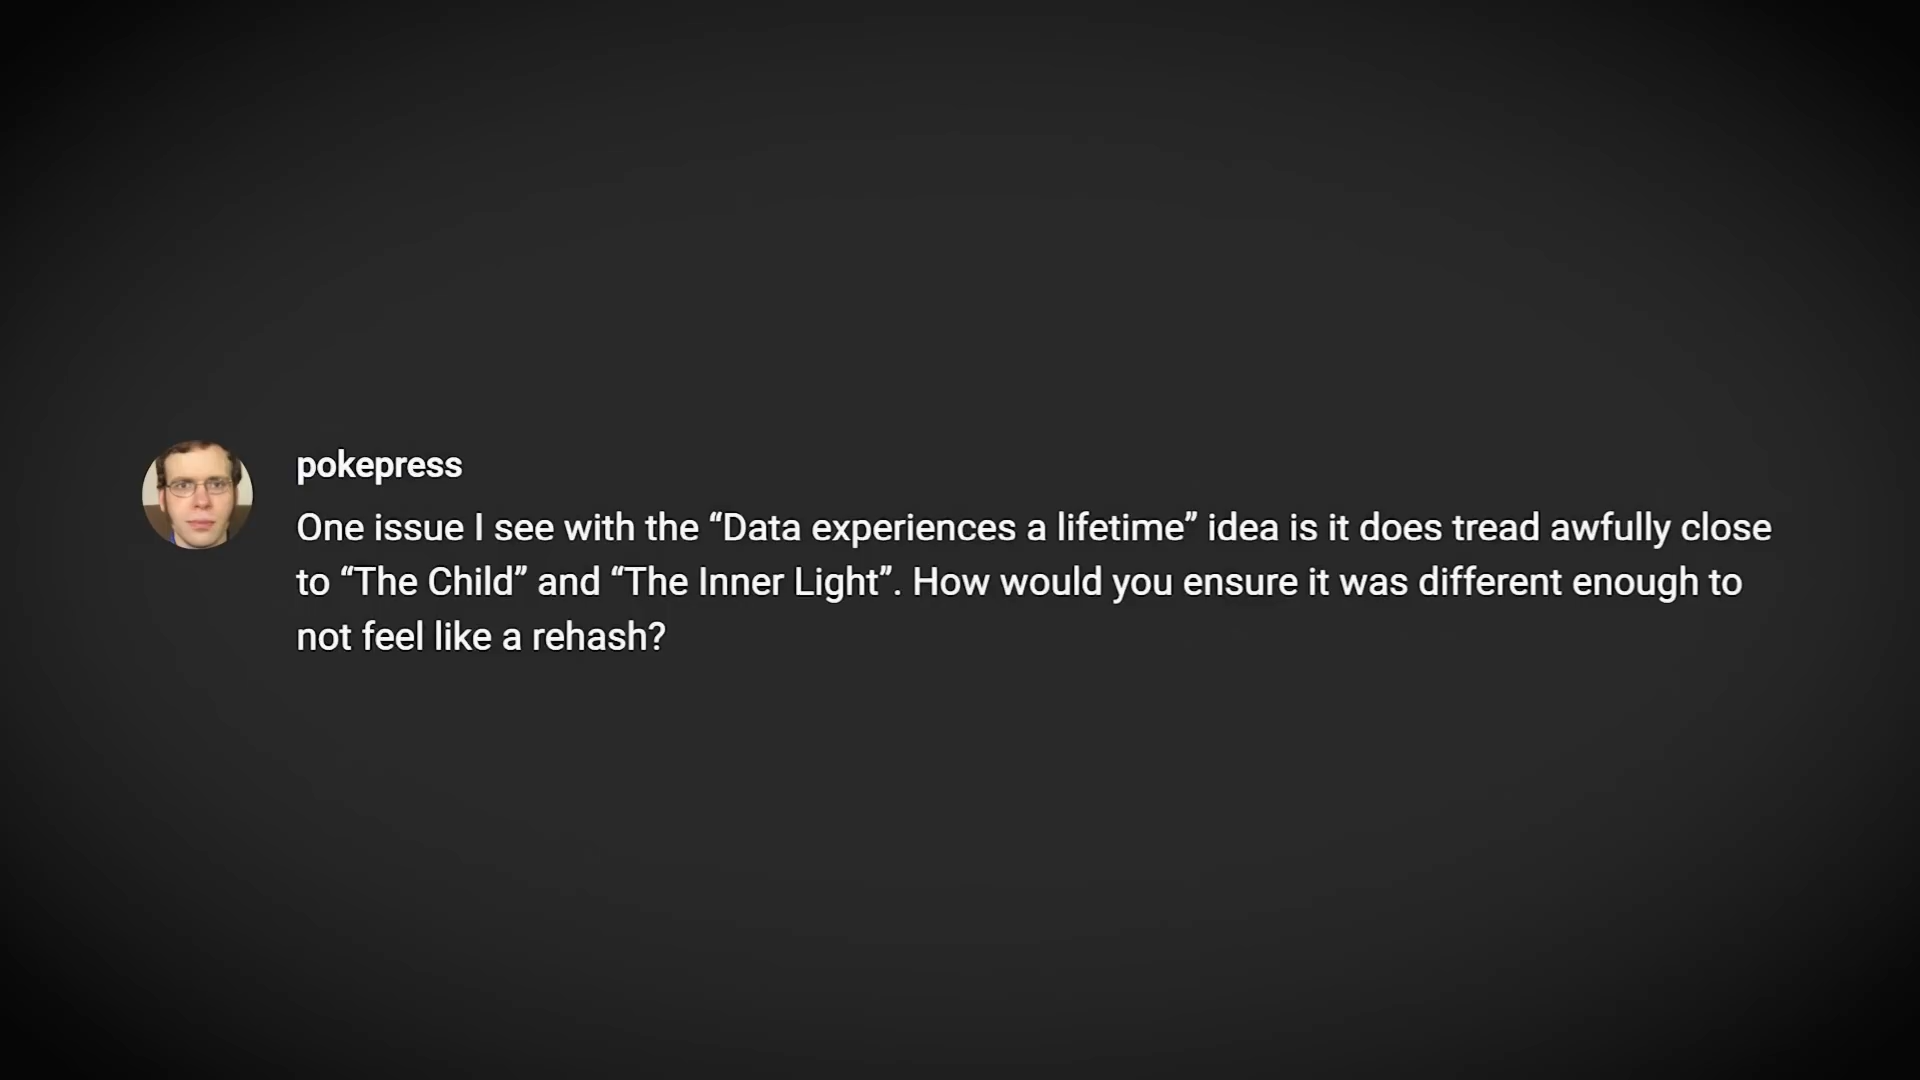 pokepress
One issue I see with the “Data experiences a lifetime” idea is it does tread awfully close
to “The Child” and “The Inner Light”. How would you ensure it was different enough to
not feel like a rehash?